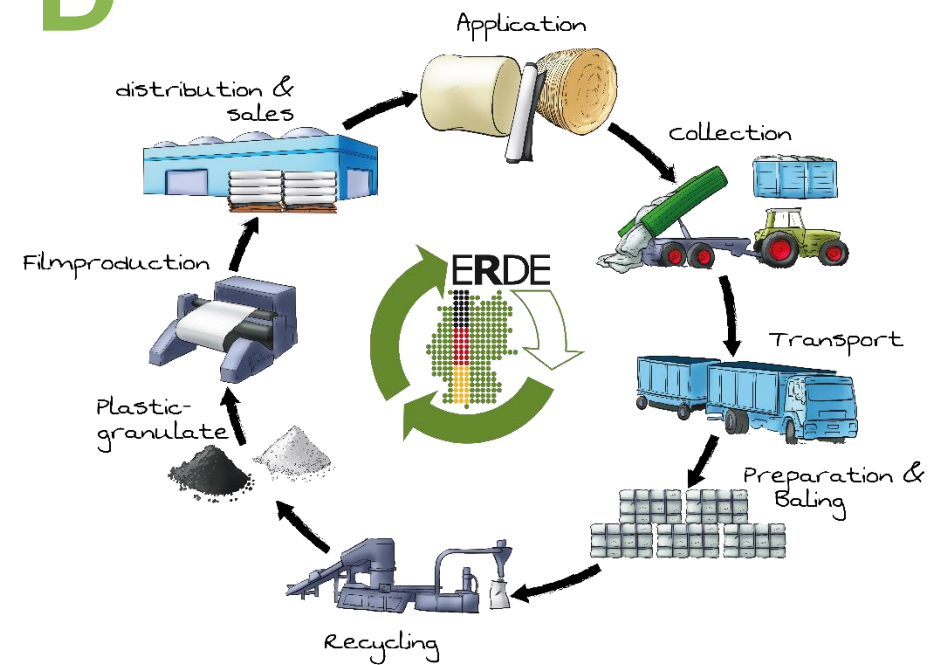 D
Application
distribution &
sales
Collection
ERDE
Filmproduction
Transport
Plastic-
granulate
Preparation &
Baling
Recycling